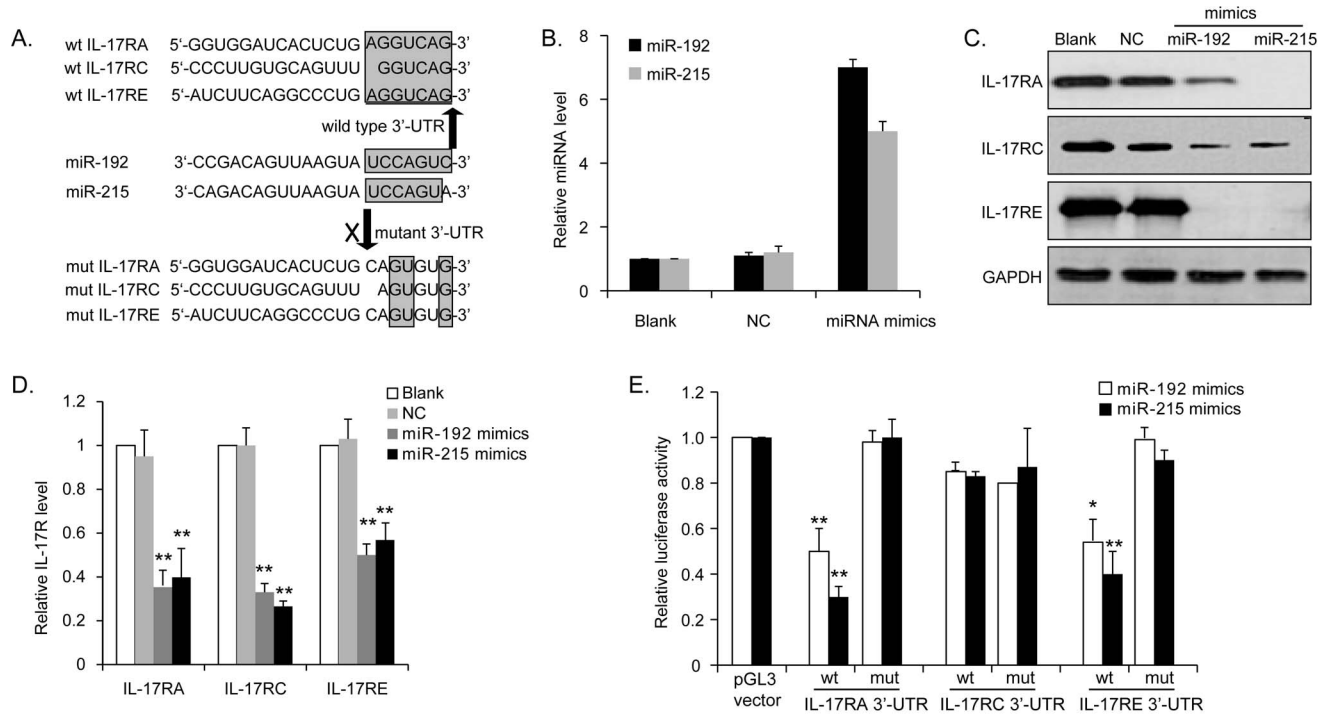 A.
wt IL-17RA 5‘-GGUGGAUCACUCUG AGGUCAG-3’
wt IL-17RC 5‘-CCCUUGUGCAGUUU GGUCAG-3’
wt IL-17RE 5‘-AUCUUCAGGCCCUG AGGUCAG-3’
wild type 3’-UTR
miR-192 3‘-CCGACAGUUAAGUA UCCAGUC-5’
miR-215 3‘-CAGACAGUUAAGUA UCCAGUA-5’
X mutant 3’-UTR
mut IL-17RA 5‘-GGUGGAUCACUCUG CAGUGUG-3’
mut IL-17RC 5‘-CCCUUGUGCAGUUU AGUGUG-3’
mut IL-17RE 5‘-AUCUUCAGGCCCUG CAGUGUG-3’
B.
miR-192
miR-215
Relative miRNA level
8
6
4
2
0
Blank NC miRNA mimics
C.
mimics
Blank NC miR-192 miR-215
IL-17RA
IL-17RC
IL-17RE
GAPDH
D.
Blank
NC
miR-192 mimics
miR-215 mimics
Relative IL-17R level
1.2
1
0.8
0.6
0.4
0.2
0
** **
** **
** **
IL-17RA IL-17RC IL-17RE
E.
miR-192 mimics
miR-215 mimics
Relative luciferase activity
1.2
1.0
0.8
0.6
0.4
0.2
0
** **
* **
pGL3 vector
wt mut wt mut wt mut
IL-17RA 3’-UTR IL-17RC 3’-UTR IL-17RE 3’-UTR